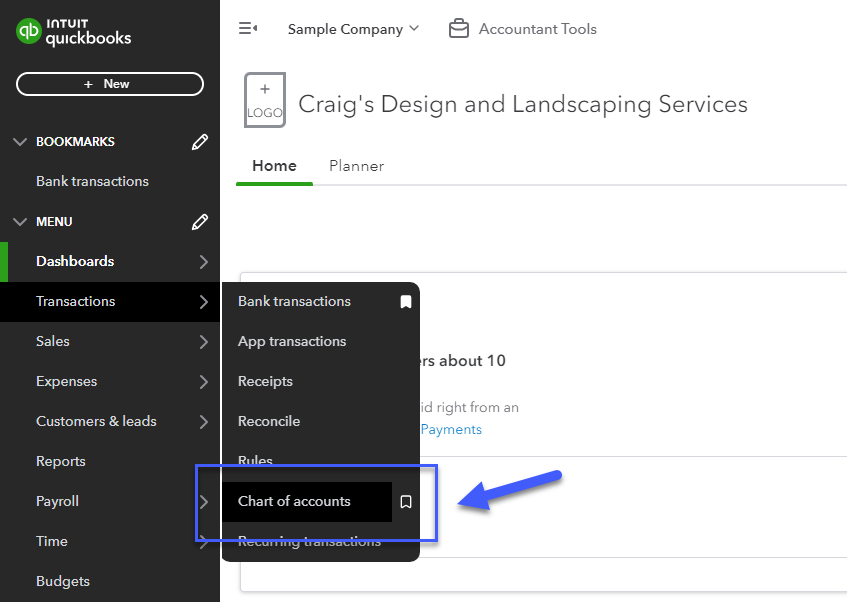 INTUIT
quickbooks
+ New
BOOKMARKS
Bank transactions
MENU
Dashboards
Transactions
Sales
Expenses
Customers & leads
Reports
Payroll
Time
Budgets
Sample Company
Accountant Tools
+
LOGO
Craig's Design and Landscaping Services
Home
Planner
Bank transactions
App transactions
Receipts
Reconcile
Rules
Chart of accounts
Recurring transactions
about 10
right from an
Payments